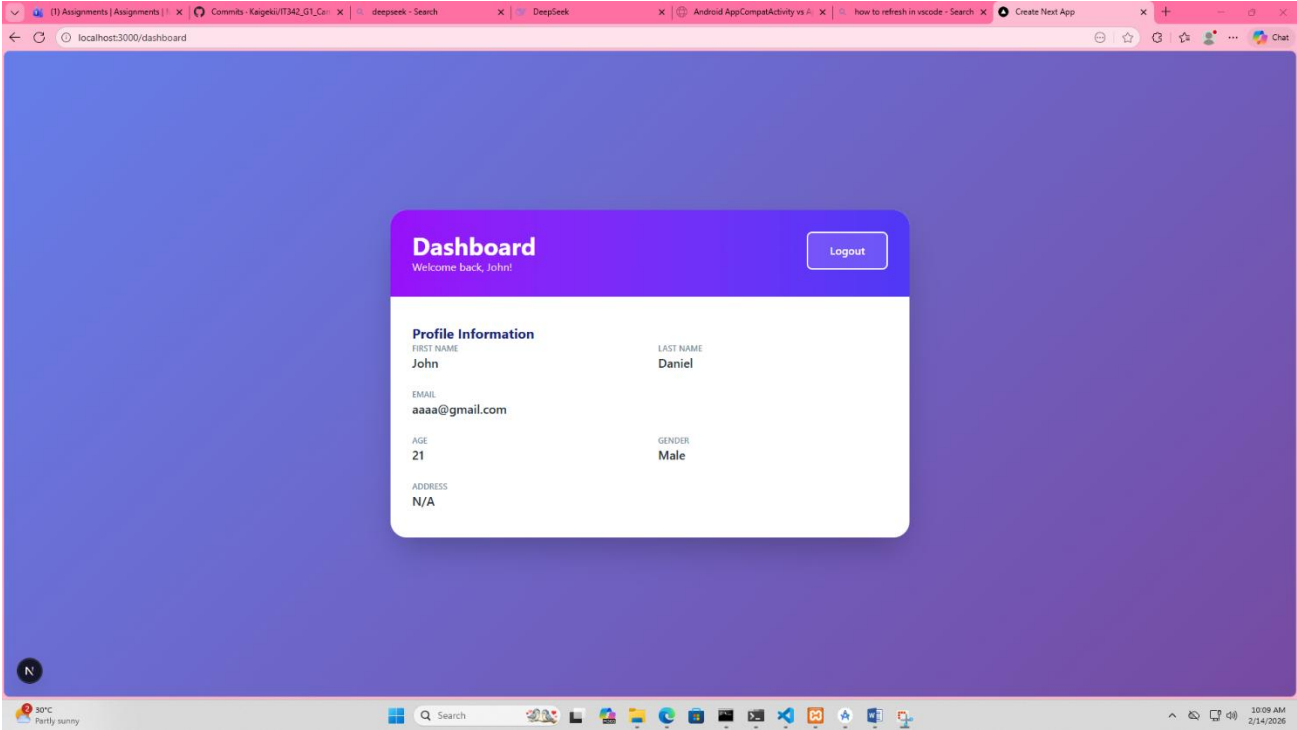 (1) Assignments | Assignments |
Commits - Kaigekii/IT342_G1_Can
deepseek - Search
DeepSeek
Android AppCompatActivity vs A
how to refresh in vscode - Search
Create Next App
localhost:3000/dashboard
Chat
Dashboard
Welcome back, John!
Logout
Profile Information
FIRST NAME
LAST NAME
John
Daniel
EMAIL
aaaa@gmail.com
AGE
GENDER
21
Male
ADDRESS
N/A
N
2
30°C
Partly sunny
Search
10:09 AM
2/14/2026